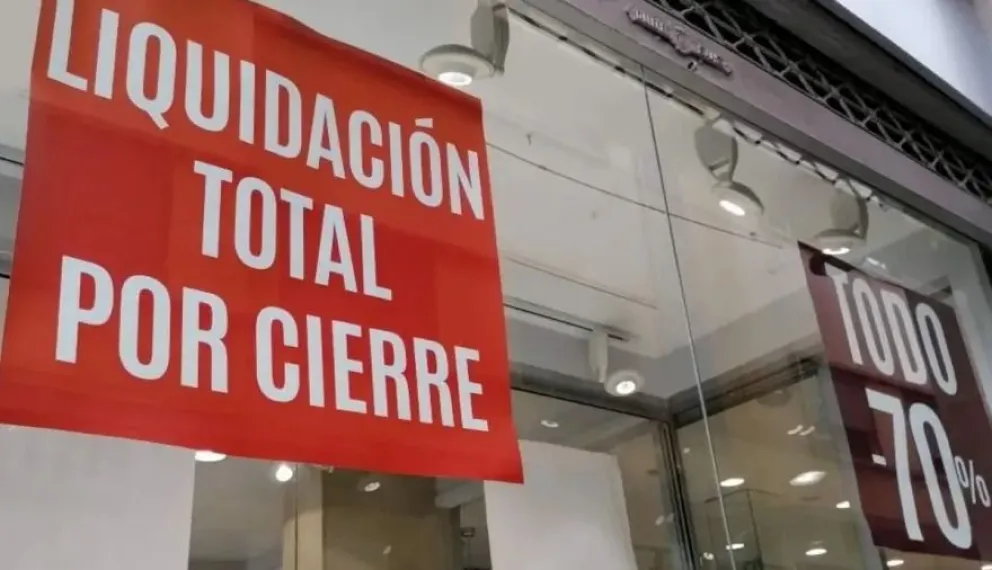 LIQUIDACIÓN
TOTAL
POR CIERRE
TODO
-70%